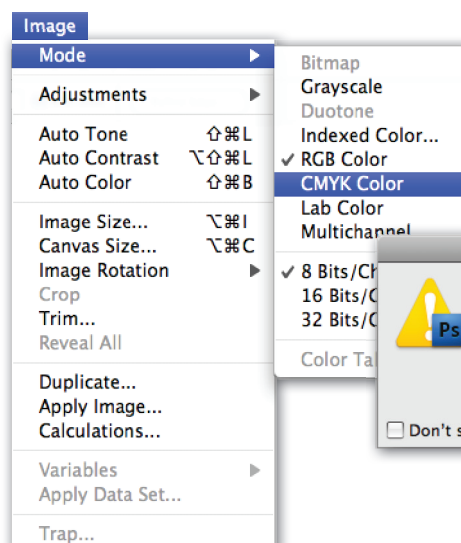 Image
Mode
Adjustments
Auto Tone ⇧⌘L
Auto Contrast ⌥⇧⌘L
Auto Color ⇧⌘B
Image Size... ⌥⌘I
Canvas Size... ⌥⌘C
Image Rotation
Crop
Trim...
Reveal All
Duplicate...
Apply Image...
Calculations...
Variables
Apply Data Set...
Trap...
Bitmap
Grayscale
Duotone
Indexed Color...
✓ RGB Color
CMYK Color
Lab Color
Multichannel
✓ 8 Bits/Ch
16 Bits/C
32 Bits/C
Color Ta
Ps
Don't s